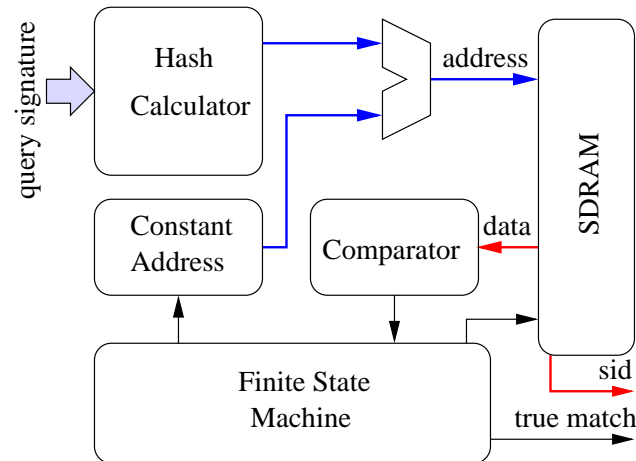 query signature
Hash
Calculator
address
SDRAM
Constant
Address
Comparator
data
Finite State
Machine
sid
true match